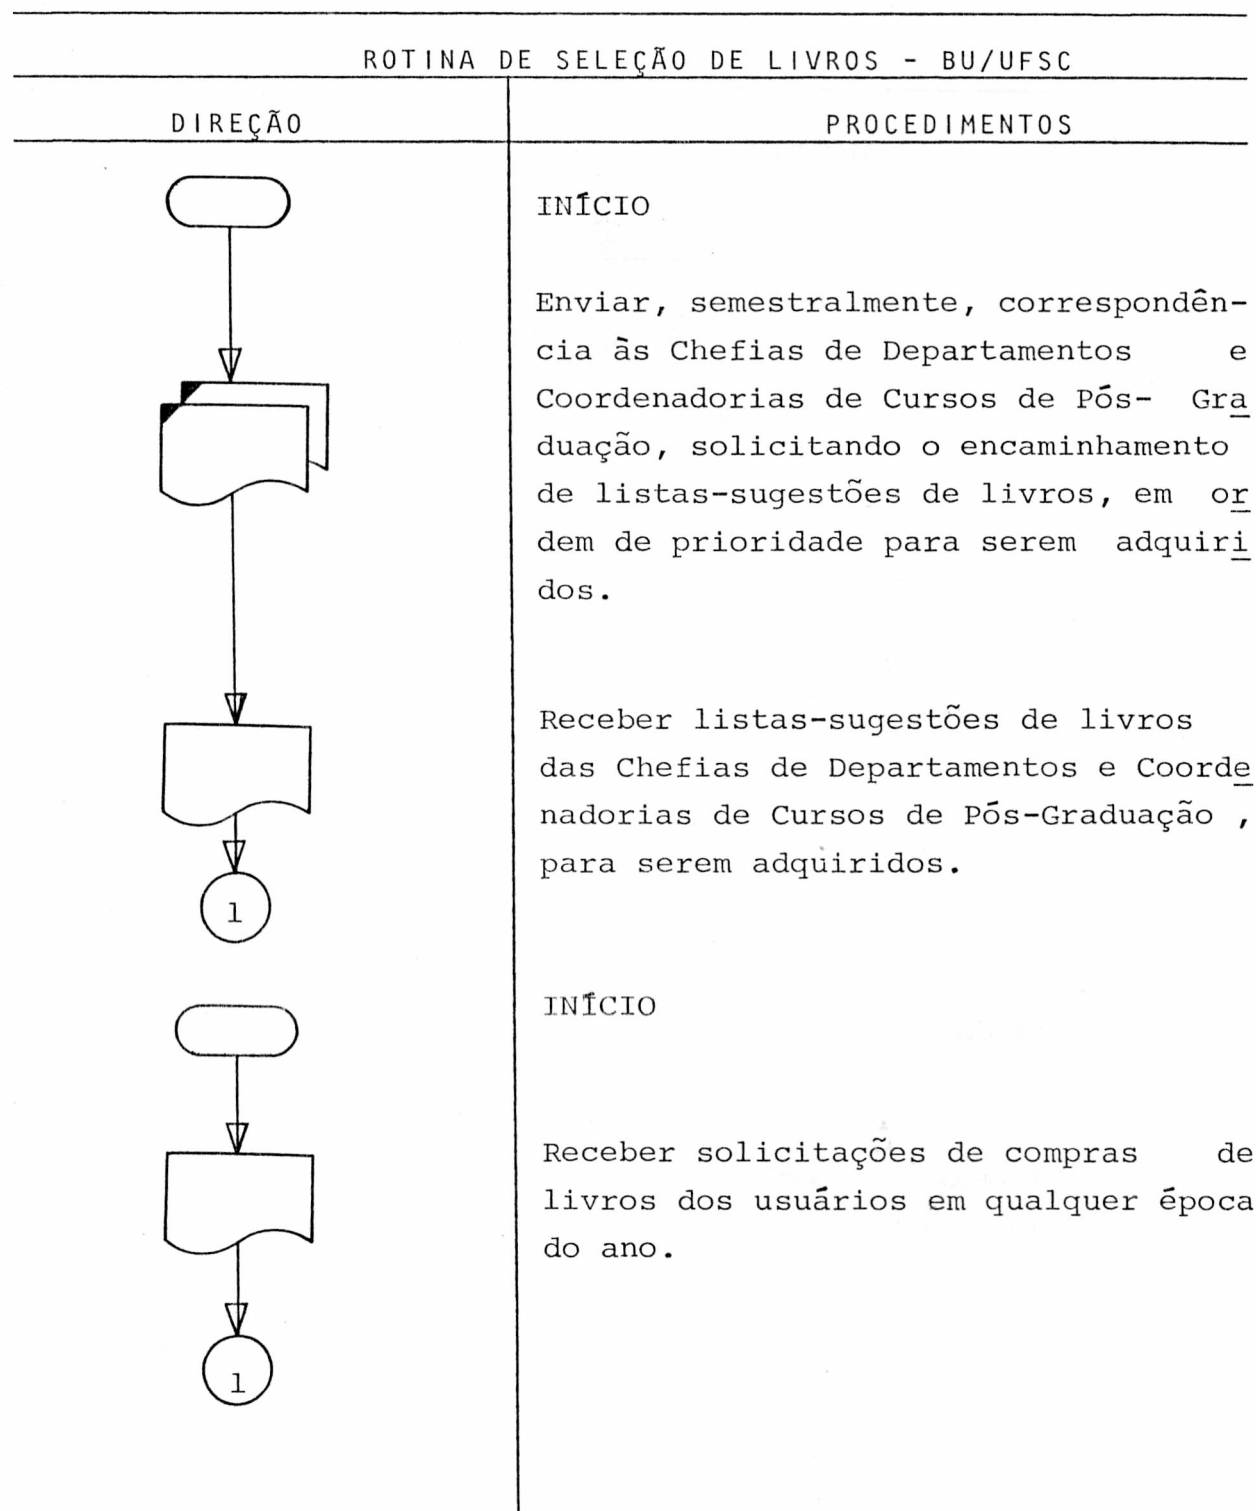 ROTINA DE SELEÇÃO DE LIVROS - BU/UFSC
DIREÇÃO
PROCEDIMENTOS
INÍCIO
Enviar, semestralmente, correspondên-
cia às Chefias de Departamentos e
Coordenadorias de Cursos de Pós- Gra
duação, solicitando o encaminhamento
de listas-sugestões de livros, em or
dem de prioridade para serem adquiri
dos.
Receber listas-sugestões de livros
das Chefias de Departamentos e Coorde
nadorias de Cursos de Pós-Graduação ,
para serem adquiridos.
1
INÍCIO
Receber solicitações de compras de
livros dos usuários em qualquer época
do ano.
1